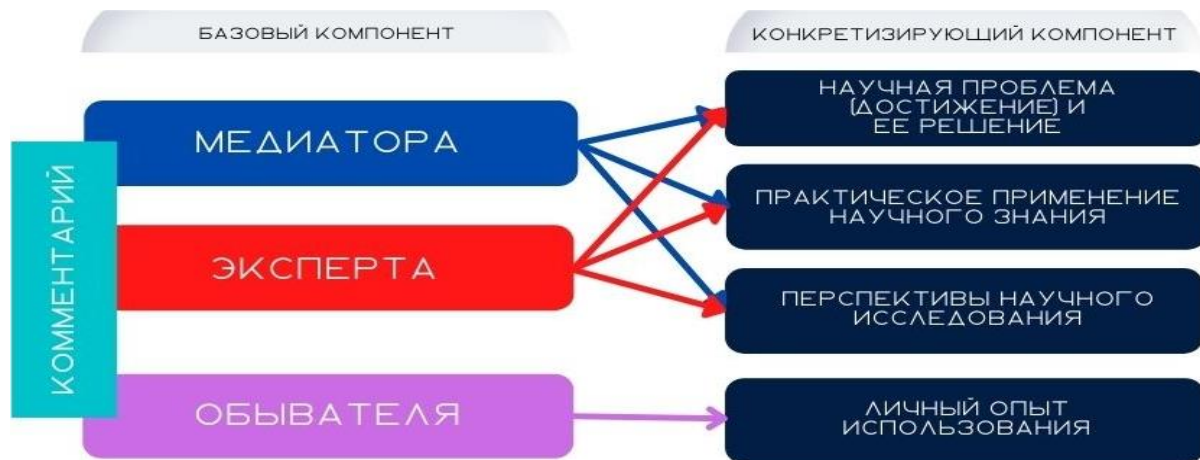 БАЗОВЫЙ КОМПОНЕНТ
КОНКРЕТИЗИРУЮЩИЙ КОМПОНЕНТ
КОММЕНТАРИЙ
МЕДИАТОРА
ЭКСПЕРТА
ОБЫВАТЕЛЯ
НАУЧНАЯ ПРОБЛЕМА
(ДОСТИЖЕНИЕ) И
ЕЕ РЕШЕНИЕ
ПРАКТИЧЕСКОЕ ПРИМЕНЕНИЕ
НАУЧНОГО ЗНАНИЯ
ПЕРСПЕКТИВЫ НАУЧНОГО
ИССЛЕДОВАНИЯ
ЛИЧНЫЙ ОПЫТ
ИСПОЛЬЗОВАНИЯ